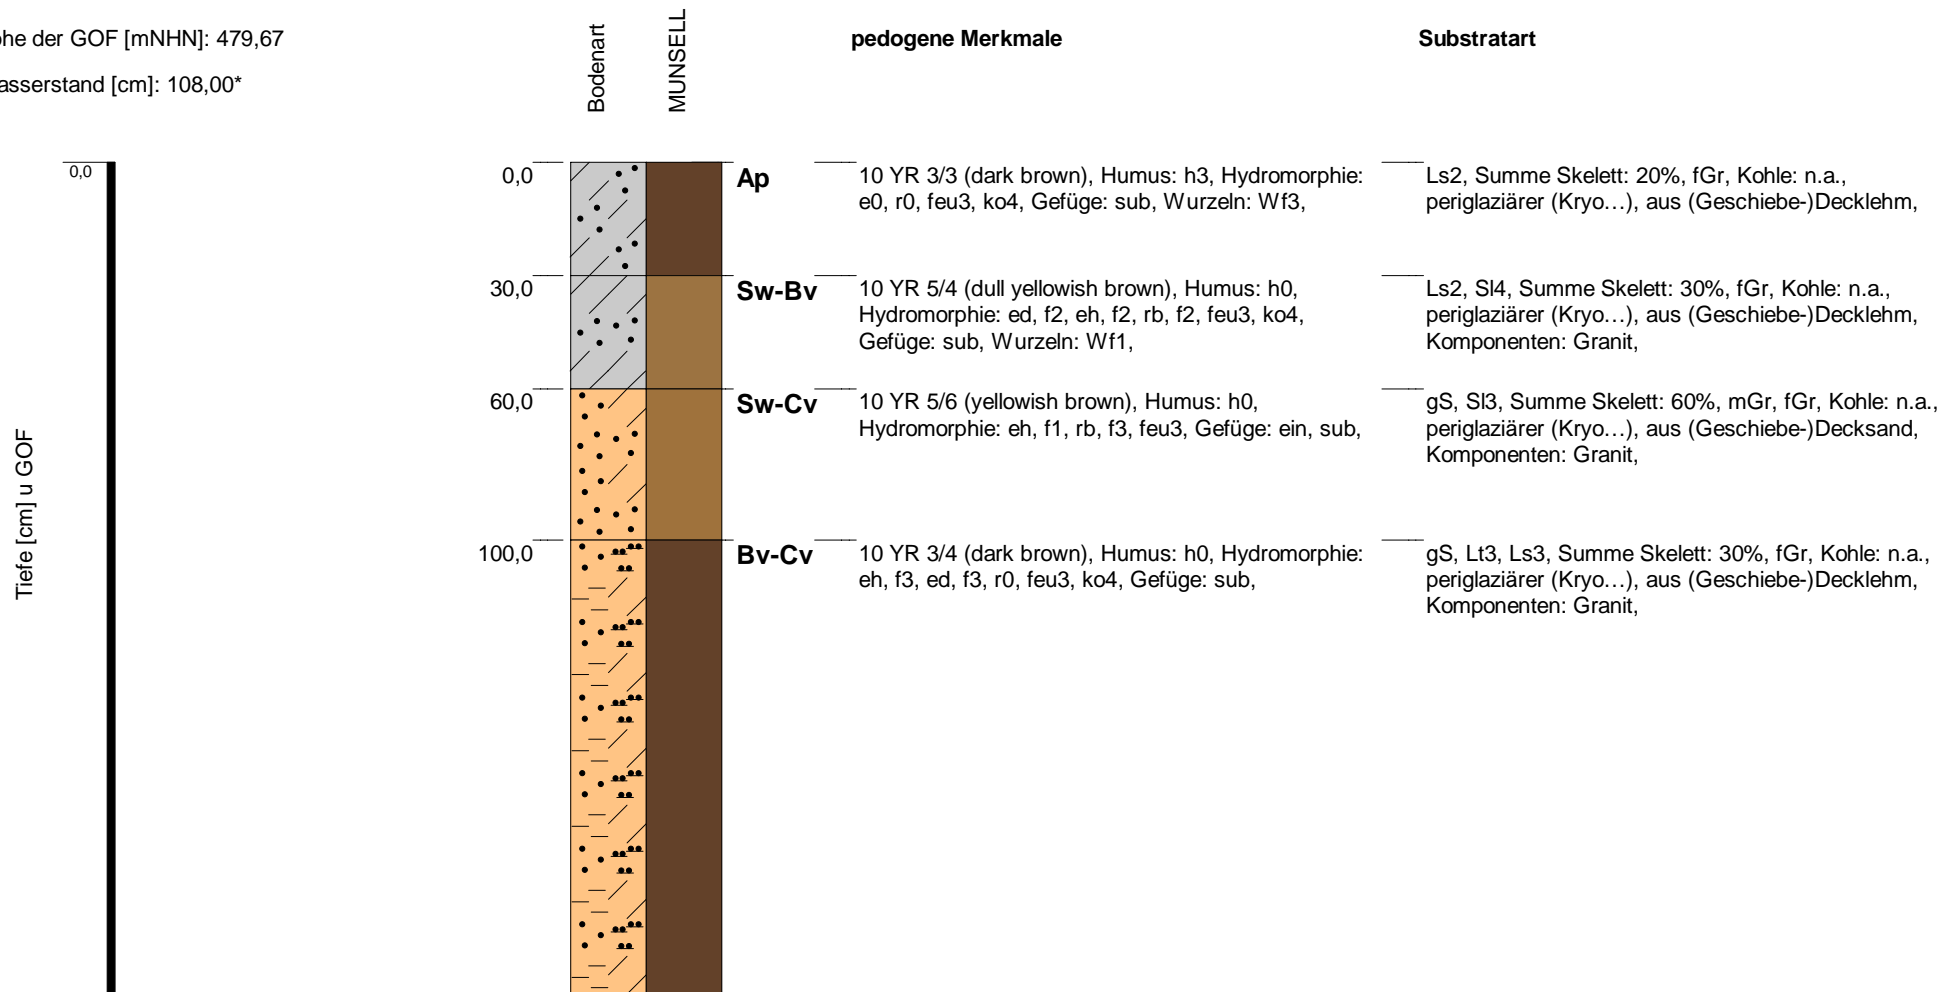 öhe der GOF [mNHN]: 479,67
asserstand [cm]: 108,00*
Bodenart
MUNSELL
pedogene Merkmale
Substratart
Tiefe [cm] u GOF
0,0
0,0
Ap
10 YR 3/3 (dark brown), Humus: h3, Hydromorphie:
e0, r0, feu3, ko4, Gefüge: sub, Wurzeln: Wf3,
Ls2, Summe Skelett: 20%, fGr, Kohle: n.a.,
periglaziärer (Kryo…), aus (Geschiebe-)Decklehm,
30,0
Sw-Bv
10 YR 5/4 (dull yellowish brown), Humus: h0,
Hydromorphie: ed, f2, eh, f2, rb, f2, feu3, ko4,
Gefüge: sub, Wurzeln: Wf1,
Ls2, Sl4, Summe Skelett: 30%, fGr, Kohle: n.a.,
periglaziärer (Kryo…), aus (Geschiebe-)Decklehm,
Komponenten: Granit,
60,0
Sw-Cv
10 YR 5/6 (yellowish brown), Humus: h0,
Hydromorphie: eh, f1, rb, f3, feu3, Gefüge: ein, sub,
gS, Sl3, Summe Skelett: 60%, mGr, fGr, Kohle: n.a.,
periglaziärer (Kryo…), aus (Geschiebe-)Decksand,
Komponenten: Granit,
100,0
Bv-Cv
10 YR 3/4 (dark brown), Humus: h0, Hydromorphie:
eh, f3, ed, f3, r0, feu3, ko4, Gefüge: sub,
gS, Lt3, Ls3, Summe Skelett: 30%, fGr, Kohle: n.a.,
periglaziärer (Kryo…), aus (Geschiebe-)Decklehm,
Komponenten: Granit,